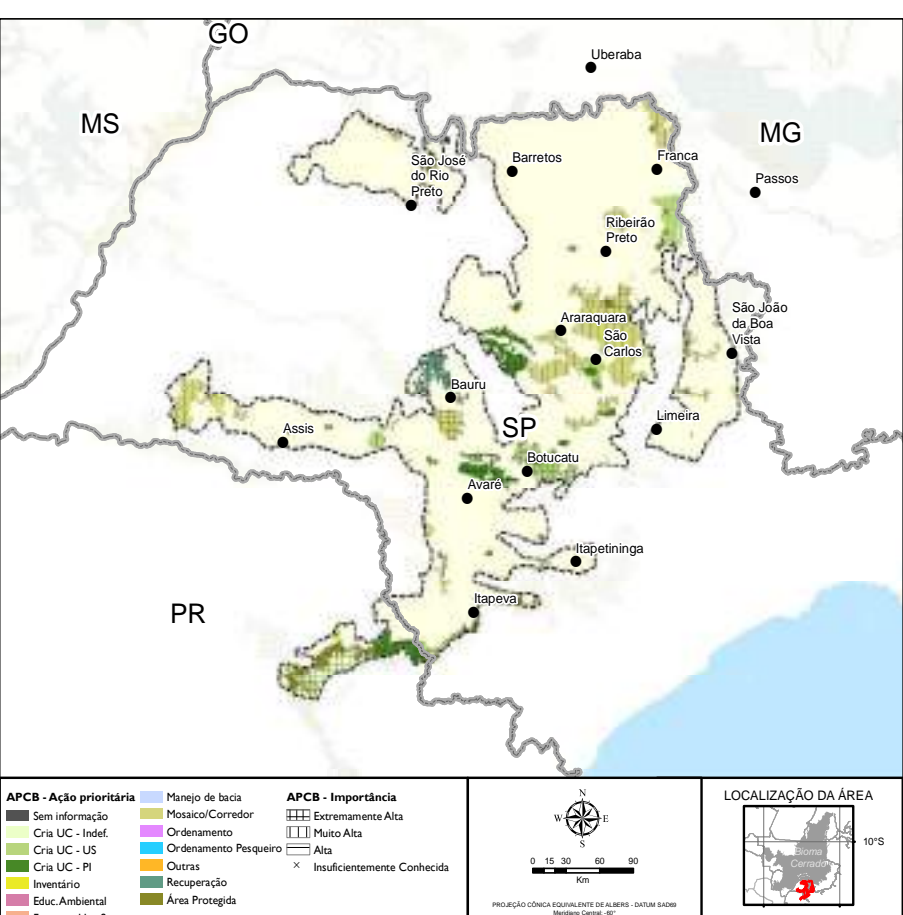 GO
Uberaba
MS
MG
São José
do Rio
Preto
Barretos
Franca
Passos
Ribeirão
Preto
São João
da Boa
Vista
Araraquara
São
Carlos
Bauru
SP
Limeira
Assis
Botucatu
Avaré
Itapetininga
PR
Itapeva
APCB - Ação prioritária
Sem informação
Cria UC - Indef.
Cria UC - US
Cria UC - PI
Inventário
Educ.Ambiental
Manejo de bacia
Mosaico/Corredor
Ordenamento
Ordenamento Pesqueiro
Outras
Recuperação
Área Protegida
APCB - Importância
Extremamente Alta
Muito Alta
Alta
× Insuficientemente Conhecida
N
W E
S
0 15 30 60 90
Km
PROJEÇÃO CÔNICA EQUIVALENTE DE ALBERS - DATUM SAD69
Meridiano Central: -60°
LOCALIZAÇÃO DA ÁREA
10°S
Bioma
Cerrado